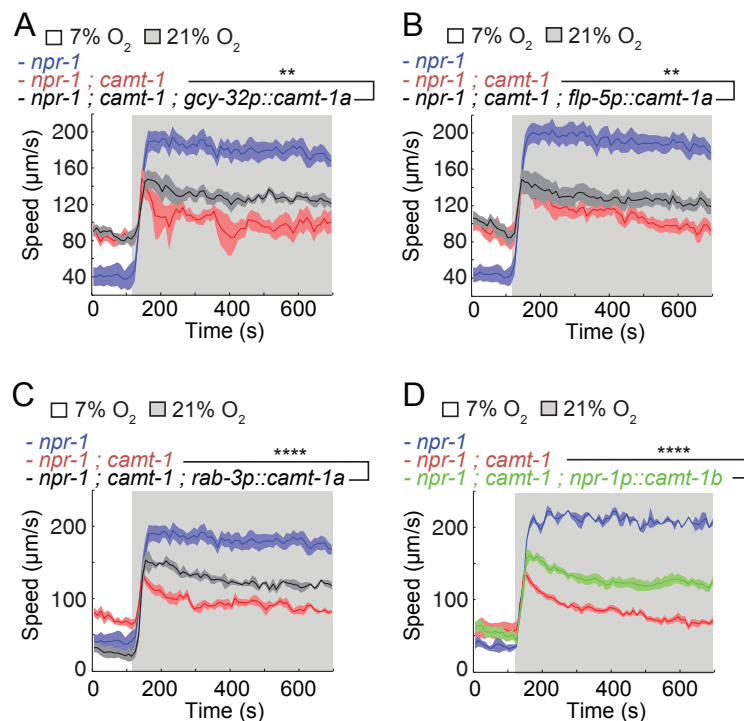 A
7% O₂ 21% O₂
- npr-1
- npr-1 ; camt-1
**
- npr-1 ; camt-1 ; gcy-32p::camt-1a
Speed (µm/s)
200
160
120
80
40
0 200 400 600
Time (s)
B
7% O₂ 21% O₂
- npr-1
- npr-1 ; camt-1
**
- npr-1 ; camt-1 ; flp-5p::camt-1a
Speed (µm/s)
200
160
120
80
40
0 200 400 600
Time (s)
C
7% O₂ 21% O₂
- npr-1
- npr-1 ; camt-1
****
- npr-1 ; camt-1 ; rab-3p::camt-1a
Speed (µm/s)
200
100
0
0 200 400 600
Time (s)
D
7% O₂ 21% O₂
- npr-1
- npr-1 ; camt-1
****
- npr-1 ; camt-1 ; npr-1p::camt-1b
Speed (µm/s)
200
100
0
0 200 400 600
Time (s)